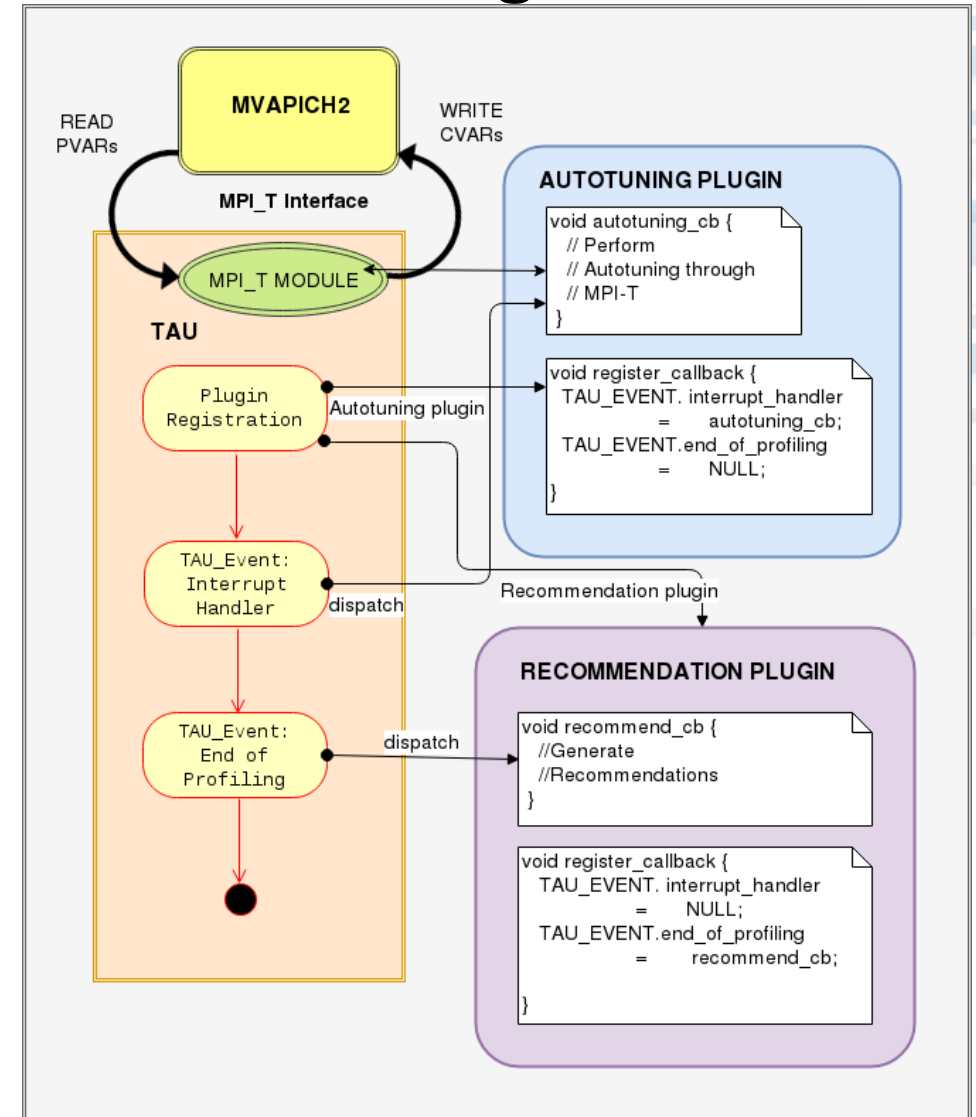 MVAPICH2
READ
PVARs
WRITE
CVARs
MPI_T Interface
MPI_T MODULE
TAU
Plugin
Registration
Autotuning plugin
TAU_Event:
Interrupt
Handler
dispatch
TAU_Event:
End of
Profiling
dispatch
AUTOTUNING PLUGIN
void autotuning_cb {
// Perform
// Autotuning through
// MPI-T
}
void register_callback {
TAU_EVENT. interrupt_handler
= autotuning_cb;
TAU_EVENT.end_of_profiling
= NULL;
}
Recommendation plugin
RECOMMENDATION PLUGIN
void recommend_cb {
//Generate
//Recommendations
}
void register_callback {
TAU_EVENT. interrupt_handler
= NULL;
TAU_EVENT.end_of_profiling
= recommend_cb;
}